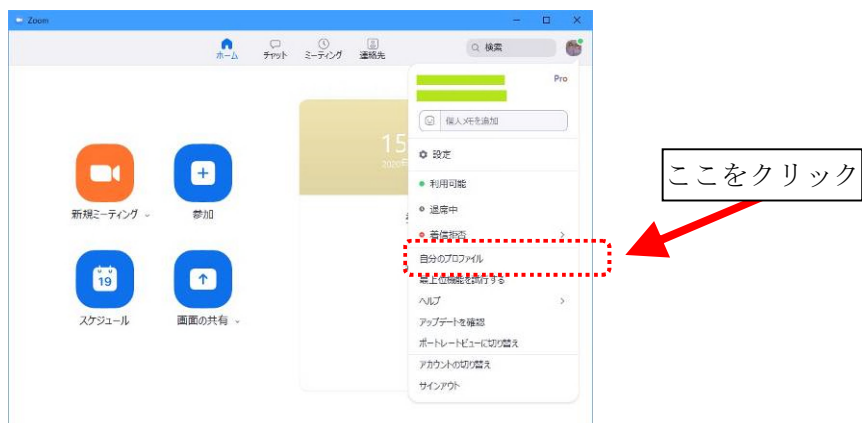 Zoom
ホーム
チャット
ミーティング
連絡先
検索
Pro
個人メモを追加
15
2020年
設定
利用可能
退席中
着信拒否
自分のプロファイル
最上位機能を試行する
ヘルプ
アップデートを確認
ポートレートビューに切り替え
アカウントの切り替え
サインアウト
新規ミーティング
参加
19
スケジュール
画面の共有
ここをクリック